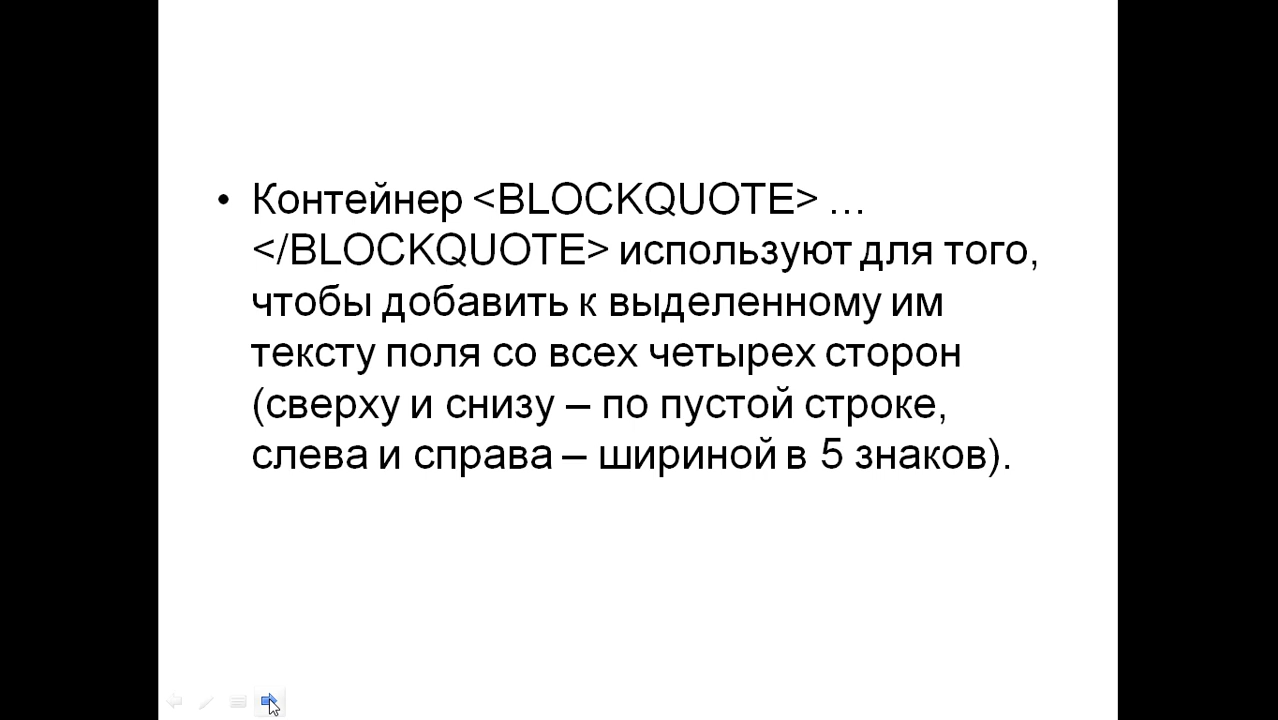 • Контейнер <BLOCKQUOTE> …
</BLOCKQUOTE> используют для того,
чтобы добавить к выделенному им
тексту поля со всех четырех сторон
(сверху и снизу – по пустой строке,
слева и справа – шириной в 5 знаков).